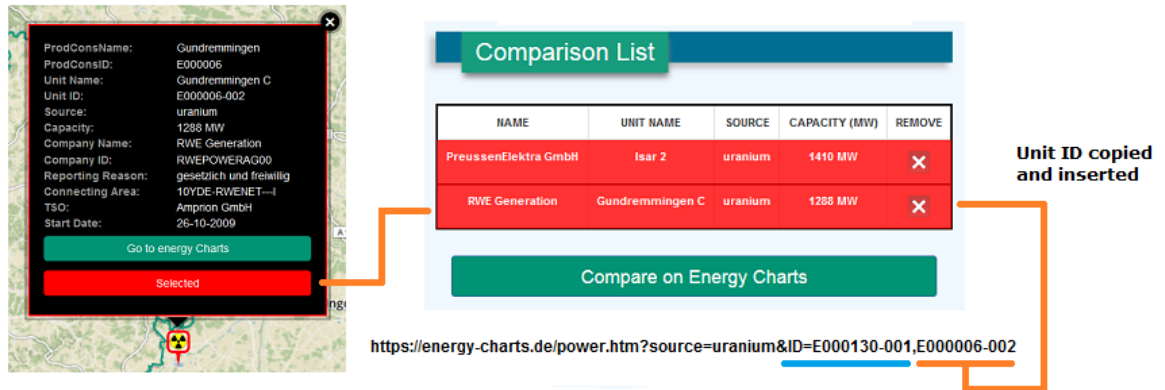 ProdConsName: Gundremmingen
ProdConsID: E000006
Unit Name: Gundremmingen C
Unit ID: E000006-002
Source: uranium
Capacity: 1288 MW
Company Name: RWE Generation
Company ID: RWEPOWERAG00
Reporting Reason: gesetzlich und freiwillig
Connecting Area: 10YDE-RWENET---I
TSO: Amprion GmbH
Start Date: 26-10-2009
Go to energy Charts
Selected
Comparison List
NAME UNIT NAME SOURCE CAPACITY (MW) REMOVE
PreussenElektra GmbH Isar 2 uranium 1410 MW
RWE Generation Gundremmingen C uranium 1288 MW
Compare on Energy Charts
Unit ID copied
and inserted
https://energy-charts.de/power.htm?source=uranium&ID=E000130-001,E000006-002